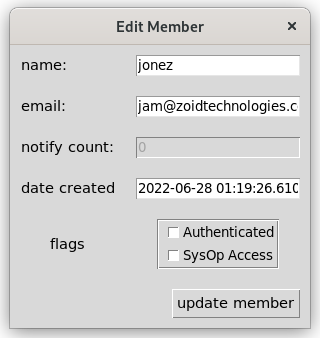 Edit Member
name: jonez
email: jam@zoidtechnologies.c
notify count: 0
date created 2022-06-28 01:19:26.610
flags
Authenticated
SysOp Access
update member